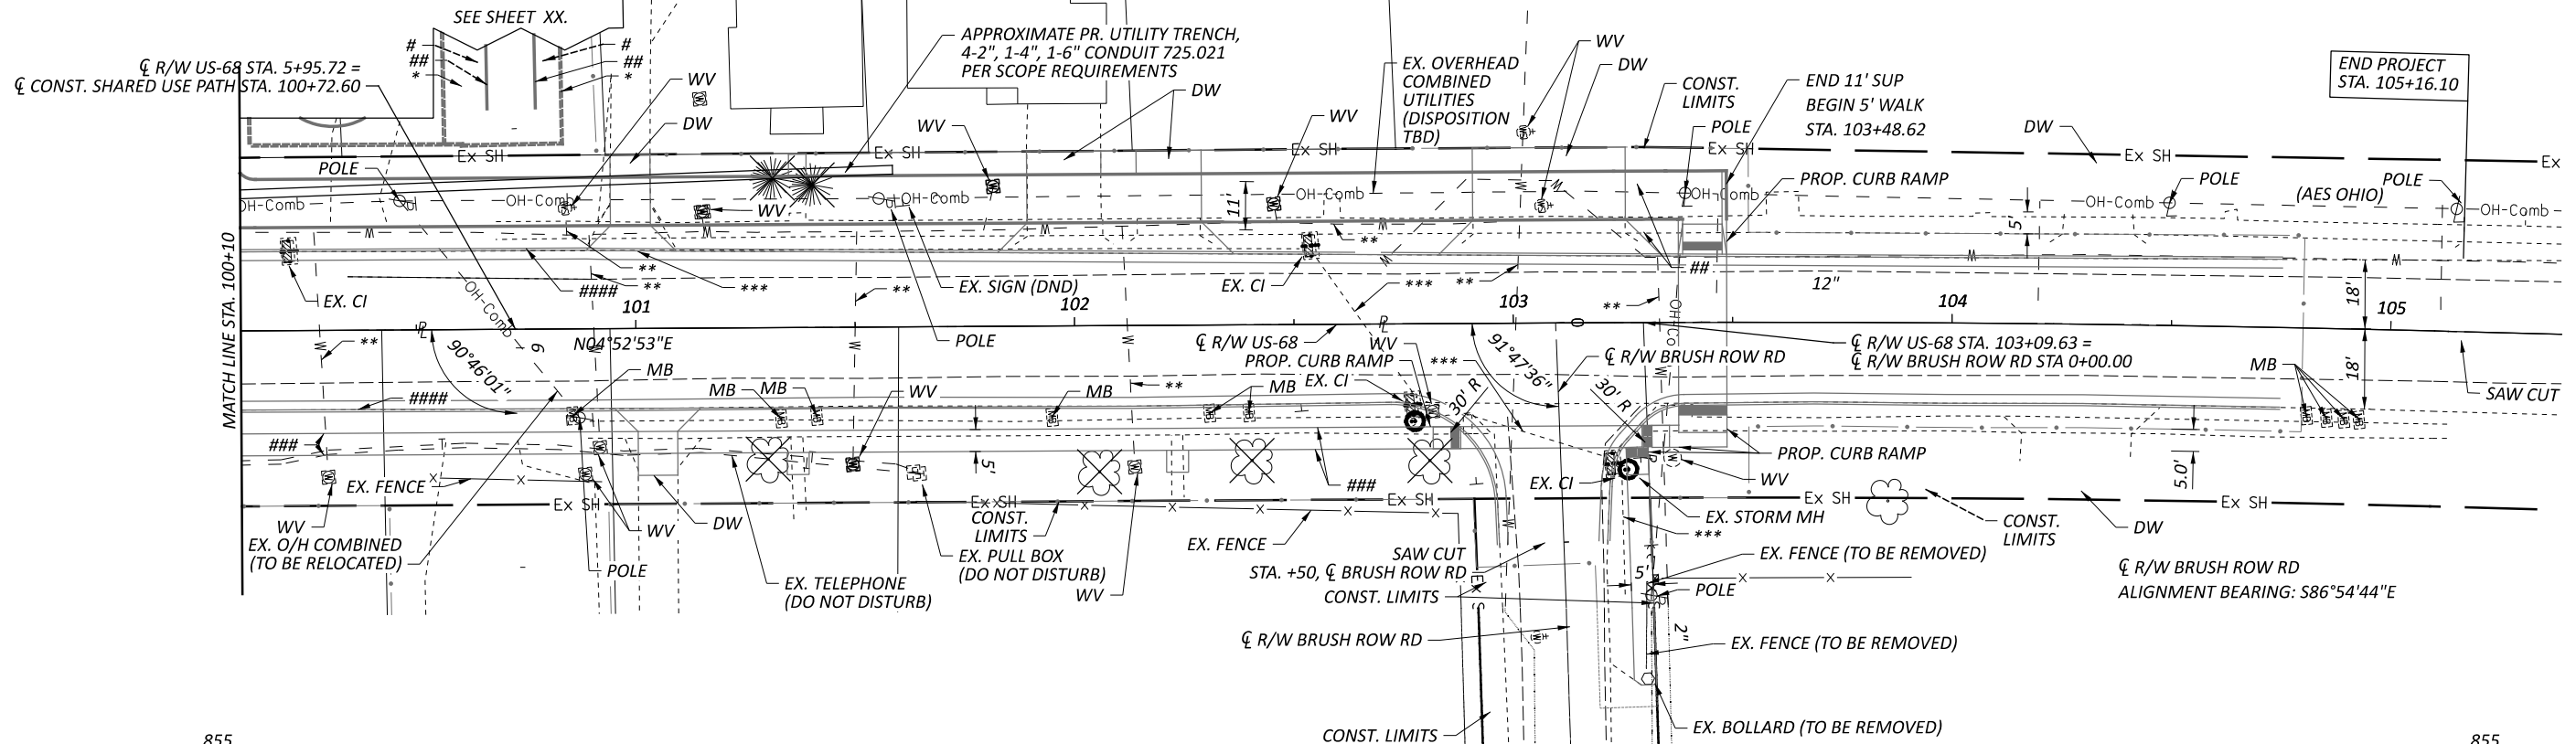 SEE SHEET XX.
#
##
*
#
##
*
℄ R/W US-68 STA. 5+95.72 =
℄ CONST. SHARED USE PATH STA. 100+72.60
APPROXIMATE PR. UTILITY TRENCH,
4-2", 1-4", 1-6" CONDUIT 725.021
PER SCOPE REQUIREMENTS
WV
DW
WV
DW
WV
EX. OVERHEAD
COMBINED
UTILITIES
(DISPOSITION
TBD)
WV
DW
CONST.
LIMITS
POLE
END 11' SUP
BEGIN 5' WALK
STA. 103+48.62
END PROJECT
STA. 105+16.10
DW
Ex SH
Ex SH
Ex SH
Ex SH
Ex SH
Ex
POLE
PROP. CURB RAMP
POLE
(AES OHIO)
POLE
OH-Comb
OH-Comb
OH-Comb
OH-Comb
OH-Comb
OH-Comb
OH-Comb
WV
11'
5'
MATCH LINE STA. 100+10
EX. CI
####
**
**
***
**
EX. SIGN (DND)
EX. CI
**
***
**
**
##
12"
18'
101
102
103
104
105
OH-Comb
N04°52'53"E
POLE
℄ R/W US-68
0
℄ R/W US-68 STA. 103+09.63 =
℄ R/W BRUSH ROW RD STA 0+00.00
**
90°46'01"
6
MB
MB
MB
WV
MB
**
MB
PROP. CURB RAMP
WV
EX. CI
***
30' R
91°47'36"
℄ R/W BRUSH ROW RD
30' R
MB
18'
SAW CUT
####
###
EX. FENCE
5'
###
EX. CI
PROP. CURB RAMP
WV
5.0'
Ex SH
Ex SH
Ex SH
Ex SH
Ex SH
WV
EX. O/H COMBINED
(TO BE RELOCATED)
POLE
WV
DW
EX. TELEPHONE
(DO NOT DISTURB)
CONST.
LIMITS
EX. PULL BOX
(DO NOT DISTURB)
WV
EX. FENCE
SAW CUT
STA. +50, ℄ BRUSH ROW RD
CONST. LIMITS
EX. STORM MH
***
EX. FENCE (TO BE REMOVED)
5'
POLE
CONST.
LIMITS
DW
℄ R/W BRUSH ROW RD
ALIGNMENT BEARING: S86°54'44"E
℄ R/W BRUSH ROW RD
2"
EX. FENCE (TO BE REMOVED)
EX. BOLLARD (TO BE REMOVED)
CONST. LIMITS
855
855